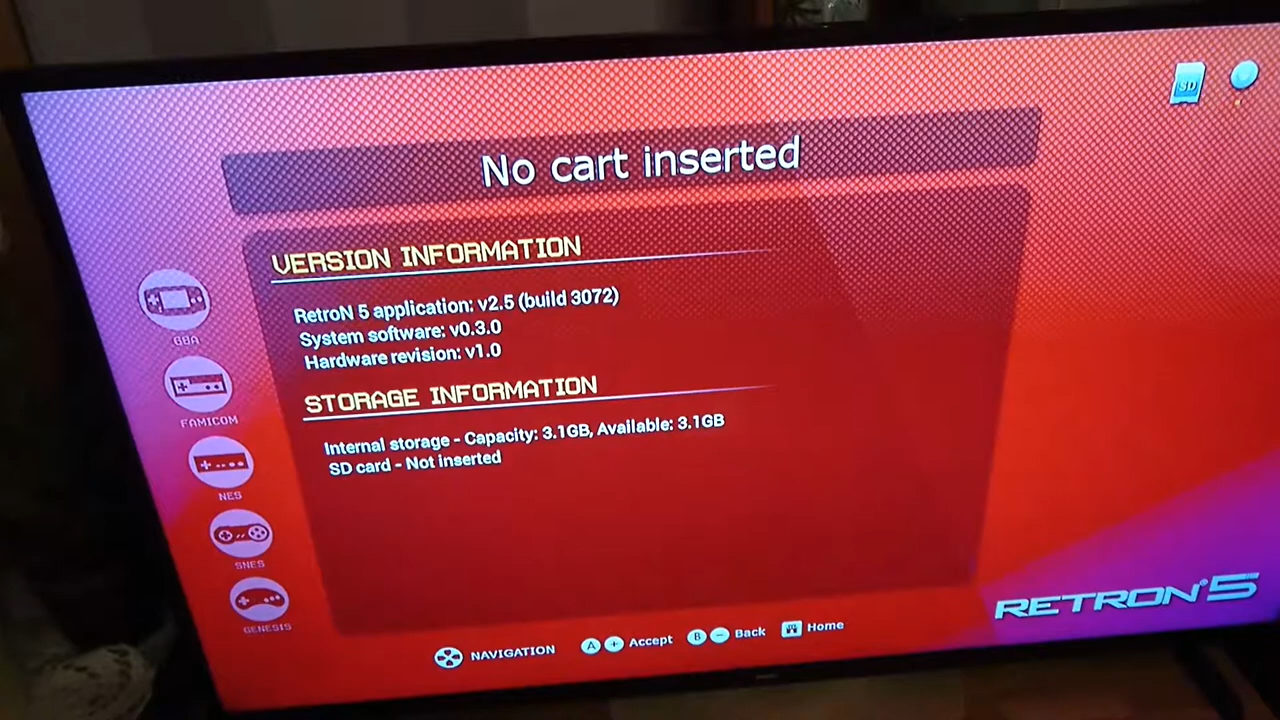 SD
No cart inserted
VERSION INFORMATION
RetroN 5 application: v2.5 (build 3072)
System software: v0.3.0
Hardware revision: v1.0
STORAGE INFORMATION
Internal storage - Capacity: 3.1GB, Available: 3.1GB
SD card - Not inserted
GBA
FAMICOM
NES
SNES
GENESIS
RETRON 5
NAVIGATION A + Accept B - Back Home